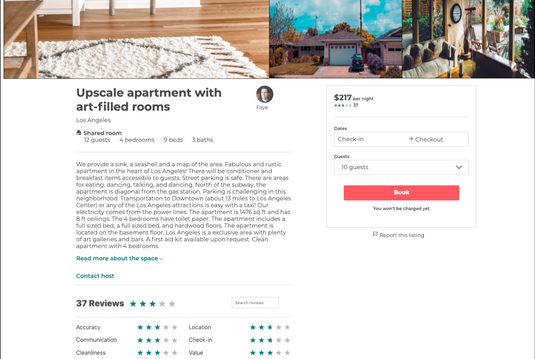 Upscale apartment with
art-filled rooms
Los Angeles
Faye
Shared room
12 guests 4 bedrooms 9 beds 3 baths
We provide a sink, a seashell and a map of the area. Fabulous and rustic
apartment in the heart of Los Angeles! There will be conditioner and
breakfast items accessible to guests. Street parking is safe. There are areas
for eating, dancing, talking, and dancing. North of the subway, the
apartment is diagonal from the gas station. Parking is challenging in this
neighborhood. Transportation to Downtown (about 13 miles to Los Angeles
Center) or any of the Los Angeles attractions is easy with a taxi! Our
electricity comes from the power lines. The apartment is 1476 sq ft and has
8 ft ceilings. The 4 bedrooms have toilet paper. The apartment includes a
full sized bed, a full sized bed, and hardwood floors. The apartment is
located on the basement floor. Los Angeles is a exclusive area with plenty
of art galleries and bars. A first aid kit available upon request. Clean
apartment with 4 bedrooms.
Read more about the space
Contact host
37 Reviews
Search reviews
Accuracy
Location
Communication
Check-in
Cleanliness
Value
$217 per night
37
Dates
Check-in
Checkout
Guests
10 guests
Book
You won't be charged yet
Report this listing